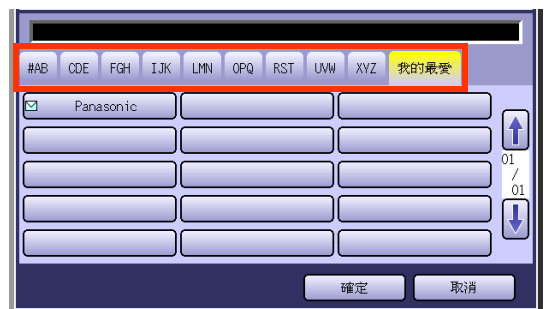 #AB CDE FGH IJK LMN OPQ RST UVW XYZ 我的最愛
Panasonic
01
/
01
確定 取消